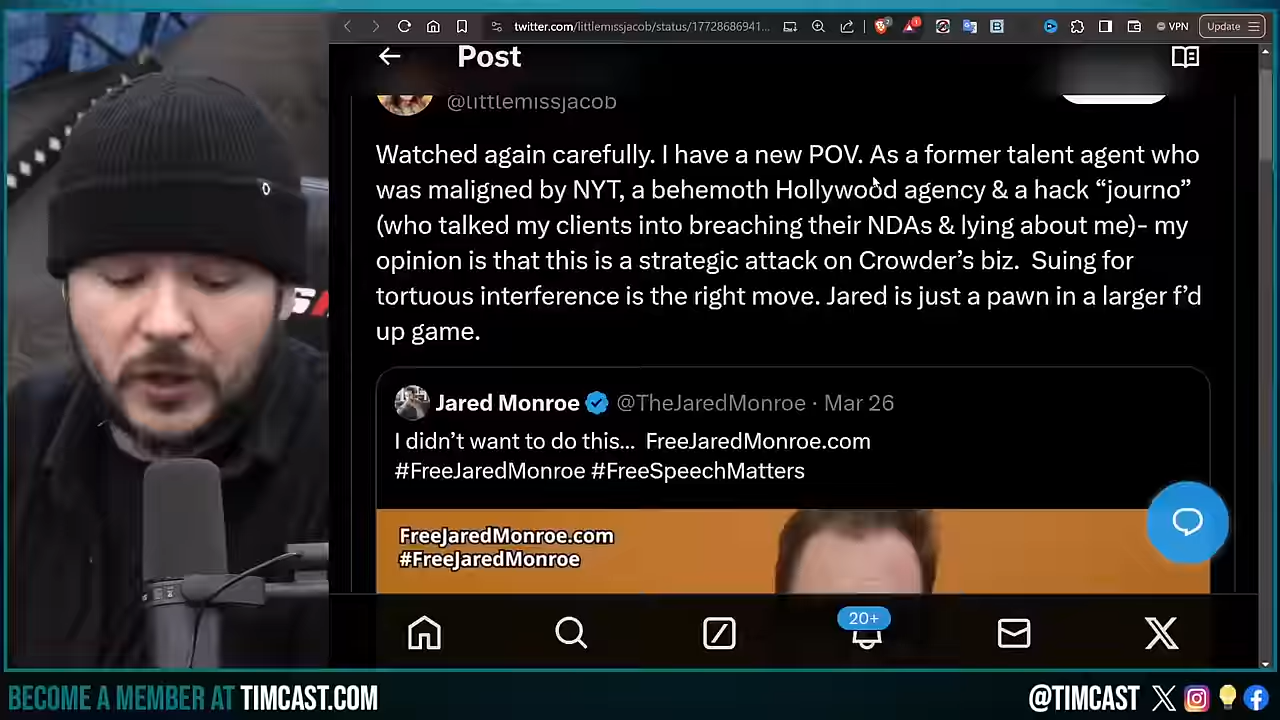 twitter.com/littlemissjacob/status/17728686941...
VPN
Update
Post
@littlemissjacob
Watched again carefully. I have a new POV. As a former talent agent who
was maligned by NYT, a behemoth Hollywood agency & a hack “journo”
(who talked my clients into breaching their NDAs & lying about me)- my
opinion is that this is a strategic attack on Crowder’s biz. Suing for
tortuous interference is the right move. Jared is just a pawn in a larger f’d
up game.
Jared Monroe @TheJaredMonroe · Mar 26
I didn’t want to do this... FreeJaredMonroe.com
#FreeJaredMonroe #FreeSpeechMatters
FreeJaredMonroe.com
#FreeJaredMonroe
20+
BECOME A MEMBER AT TIMCAST.COM
@TIMCAST